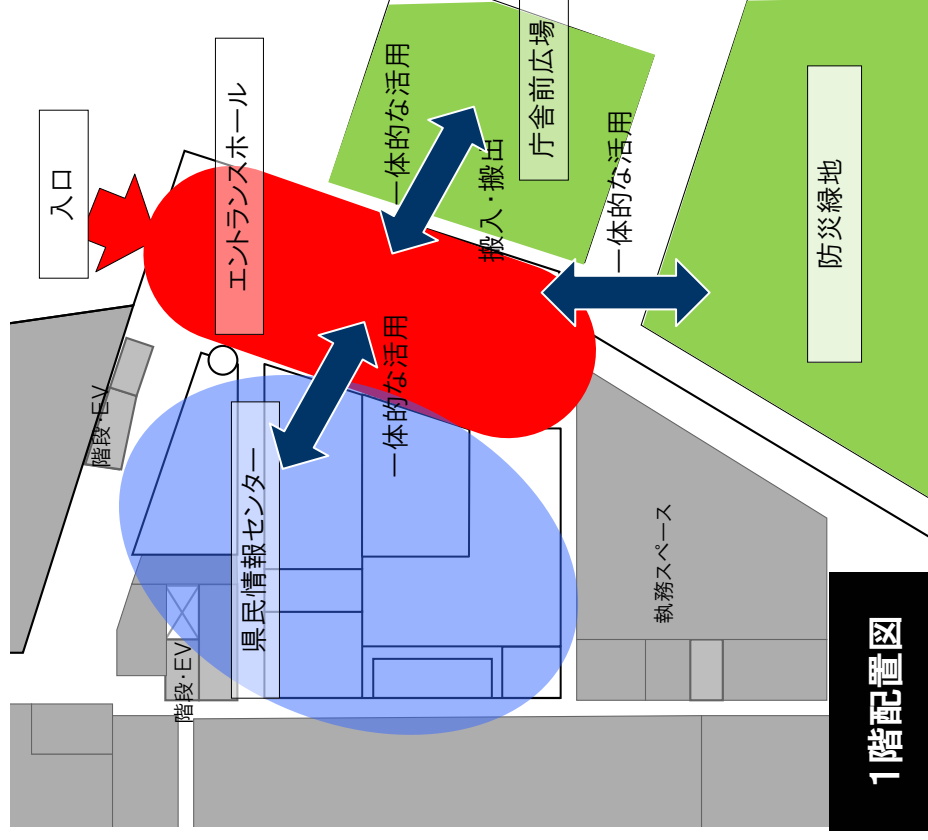 1階配置図
入口
エントランスホール
庁舎前広場
防災緑地
一体的な活用
搬入・搬出
一体的な活用
一体的な活用
県民情報センター
階段・EV
階段・EV
執務スペース